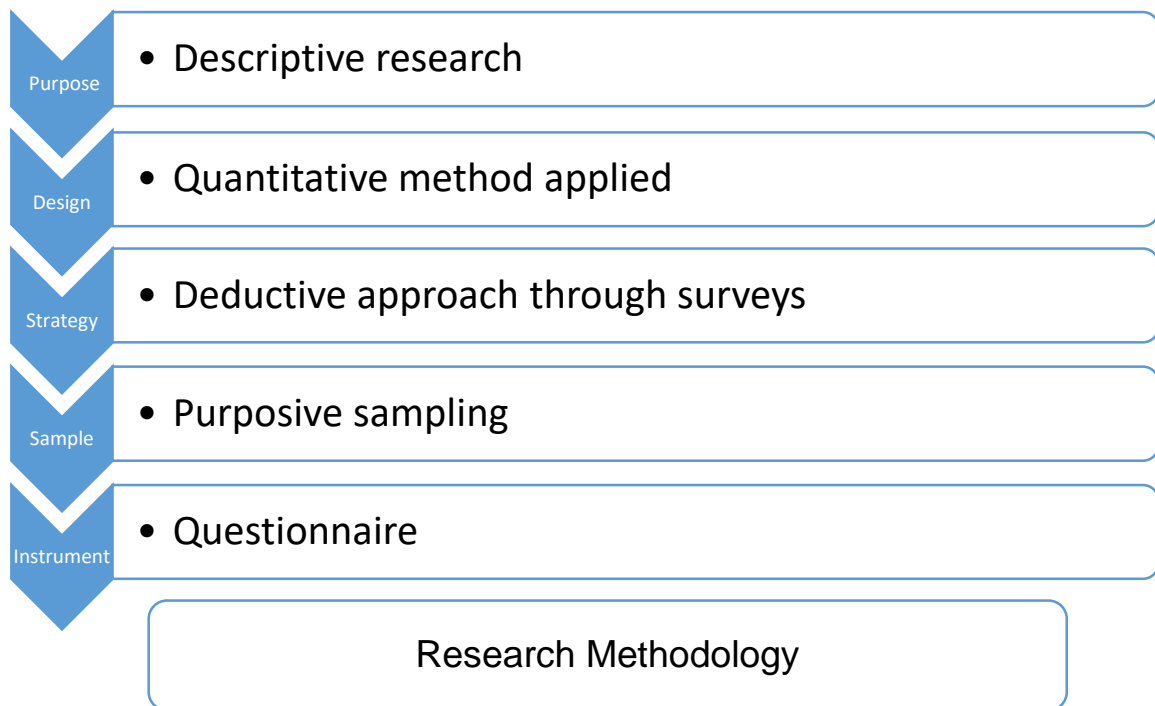 Purpose
• Descriptive research
Design
• Quantitative method applied
Strategy
• Deductive approach through surveys
Sample
• Purposive sampling
Instrument
• Questionnaire
Research Methodology